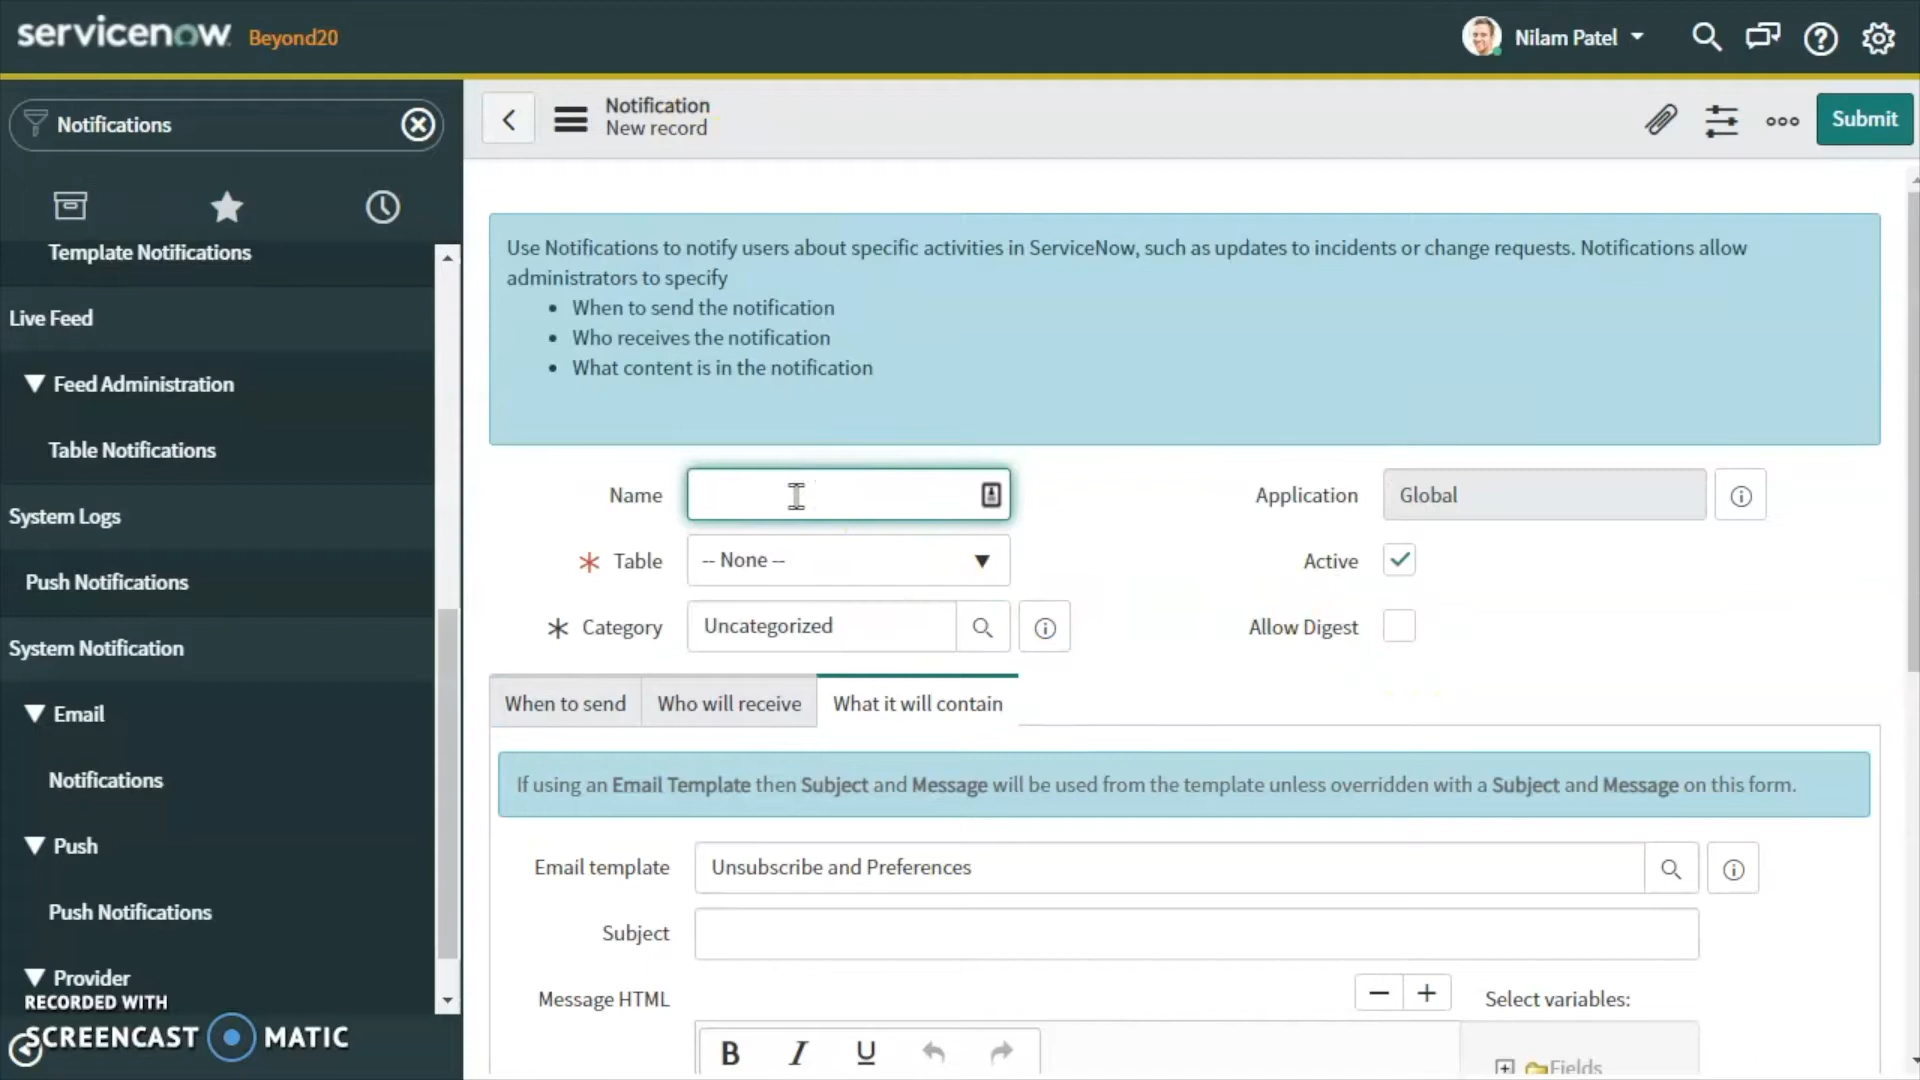 servicenow Beyond20
Nilam Patel
Notifications
Template Notifications
Live Feed
Feed Administration
Table Notifications
System Logs
Push Notifications
System Notification
Email
Notifications
Push
Push Notifications
Provider
RECORDED WITH
SCREENCAST MATIC
Notification
New record
Submit
Use Notifications to notify users about specific activities in ServiceNow, such as updates to incidents or change requests. Notifications allow
administrators to specify
• When to send the notification
• Who receives the notification
• What content is in the notification
Name
Application Global
* Table -- None --
Active
* Category Uncategorized
Allow Digest
When to send Who will receive What it will contain
If using an Email Template then Subject and Message will be used from the template unless overridden with a Subject and Message on this form.
Email template Unsubscribe and Preferences
Subject
Message HTML
Select variables:
B I U
Fields